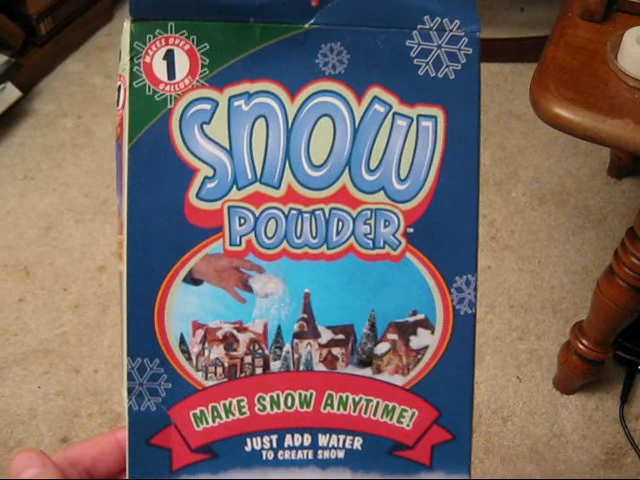 MAKES OVER
1
GALLON!
SNOW
POWDER
MAKE SNOW ANYTIME!
JUST ADD WATER
TO CREATE SNOW